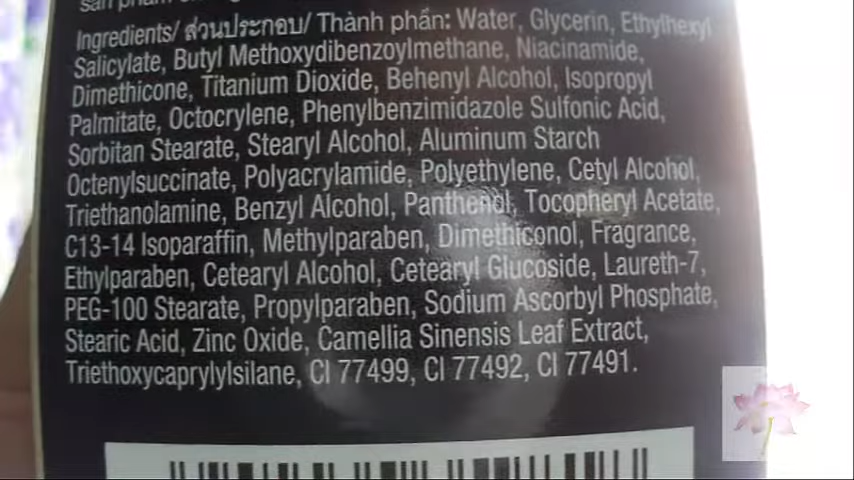 sản phẩm
Ingredients/ ส่วนประกอบ/ Thành phần: Water, Glycerin, Ethylhexyl
Salicylate, Butyl Methoxydibenzoylmethane, Niacinamide,
Dimethicone, Titanium Dioxide, Behenyl Alcohol, Isopropyl
Palmitate, Octocrylene, Phenylbenzimidazole Sulfonic Acid,
Sorbitan Stearate, Stearyl Alcohol, Aluminum Starch
Octenylsuccinate, Polyacrylamide, Polyethylene, Cetyl Alcohol,
Triethanolamine, Benzyl Alcohol, Panthenol, Tocopheryl Acetate,
C13-14 Isoparaffin, Methylparaben, Dimethiconol, Fragrance,
Ethylparaben, Cetearyl Alcohol, Cetearyl Glucoside, Laureth-7,
PEG-100 Stearate, Propylparaben, Sodium Ascorbyl Phosphate,
Stearic Acid, Zinc Oxide, Camellia Sinensis Leaf Extract,
Triethoxycaprylylsilane, CI 77499, CI 77492, CI 77491.